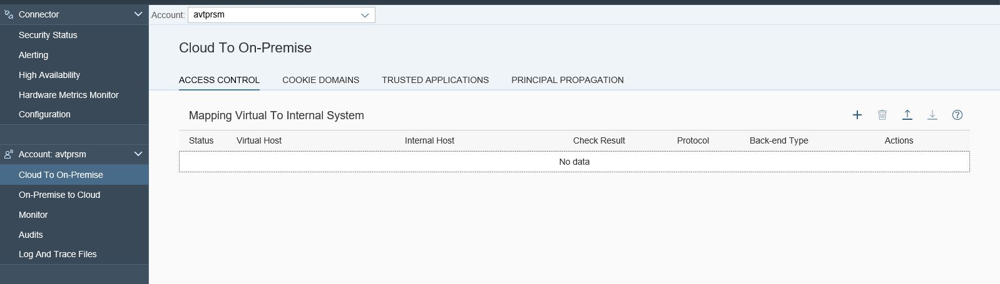 Connector
Security Status
Alerting
High Availability
Hardware Metrics Monitor
Configuration
Account: avtprsm
Cloud To On-Premise
On-Premise to Cloud
Monitor
Audits
Log And Trace Files
Account: avtprsm
Cloud To On-Premise
ACCESS CONTROL COOKIE DOMAINS TRUSTED APPLICATIONS PRINCIPAL PROPAGATION
Mapping Virtual To Internal System
Status Virtual Host Internal Host Check Result Protocol Back-end Type Actions
No data